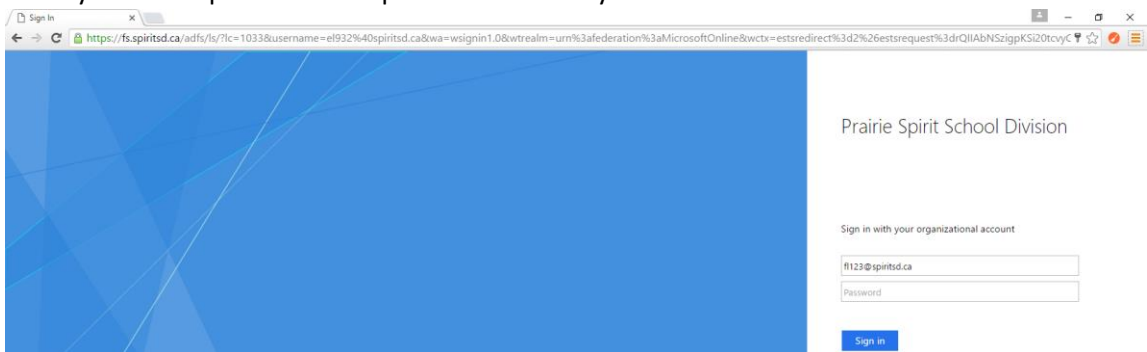 Sign In
https://fs.spiritsd.ca/adfs/ls/?lc=1033&username=el932%40spiritsd.ca&wa=wsignin1.0&wtrealm=urn%3afederation%3aMicrosoftOnline&wctx=estsredirect%3d2%26estsrequest%3drQIIAbNSzigpKSi20tcvyC
Prairie Spirit School Division
Sign in with your organizational account
fl123@spiritsd.ca
Password
Sign in